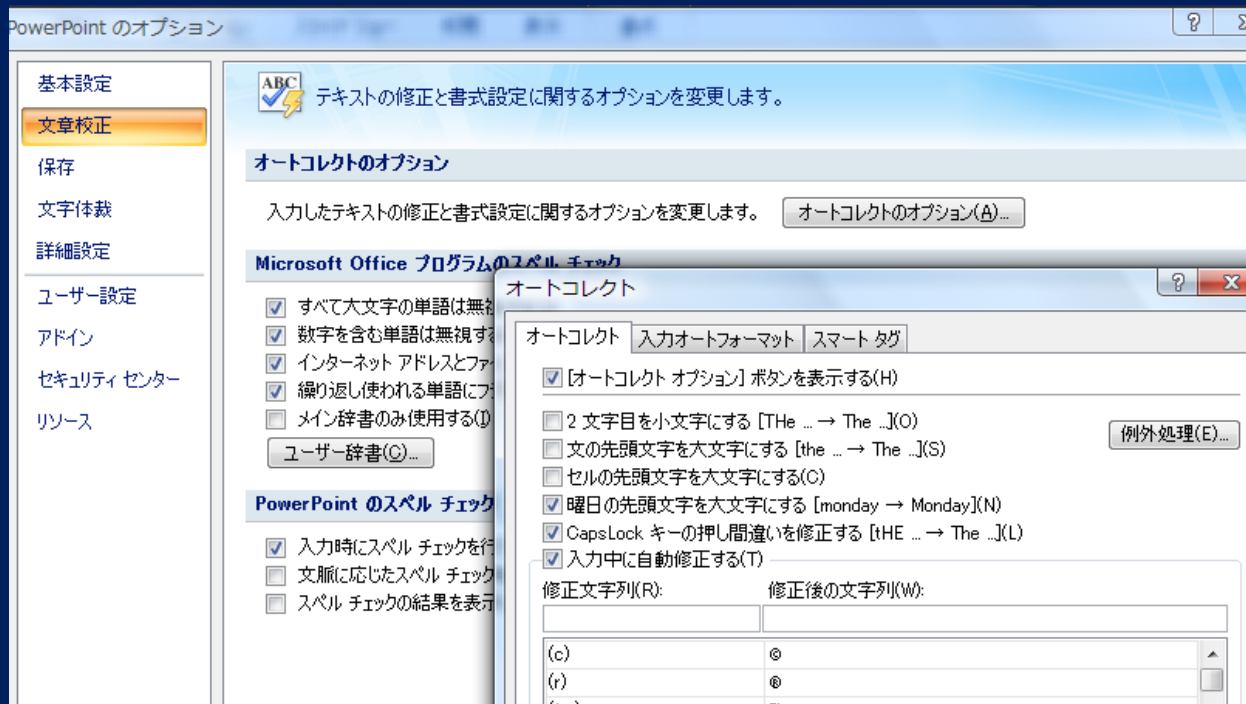 PowerPoint のオプション
基本設定
文章校正
保存
文字体裁
詳細設定
ユーザー設定
アドイン
セキュリティ センター
リソース
ABC
テキストの修正と書式設定に関するオプションを変更します。
オートコレクトのオプション
入力したテキストの修正と書式設定に関するオプションを変更します。
オートコレクトのオプション(A)...
Microsoft Office プログラムのスペル チェック
すべて大文字の単語は無視
数字を含む単語は無視す
インターネット アドレスとファ
繰り返し使われる単語にフ
メイン辞書のみ使用する(I)
ユーザー辞書(C)...
PowerPoint のスペル チェック
入力時にスペル チェックを行
文脈に応じたスペル チェック
スペル チェックの結果を表示
オートコレクト
オートコレクト
入力オートフォーマット
スマート タグ
[オートコレクト オプション] ボタンを表示する(H)
2 文字目を小文字にする [THe ... → The ...](O)
例外処理(E)...
文の先頭文字を大文字にする [the ... → The ...](S)
セルの先頭文字を大文字にする(C)
曜日の先頭文字を大文字にする [monday → Monday](N)
CapsLock キーの押し間違いを修正する [tHE ... → The ...](L)
入力中に自動修正する(T)
修正文字列(R):
修正後の文字列(W):
(c) ©
(r) ®